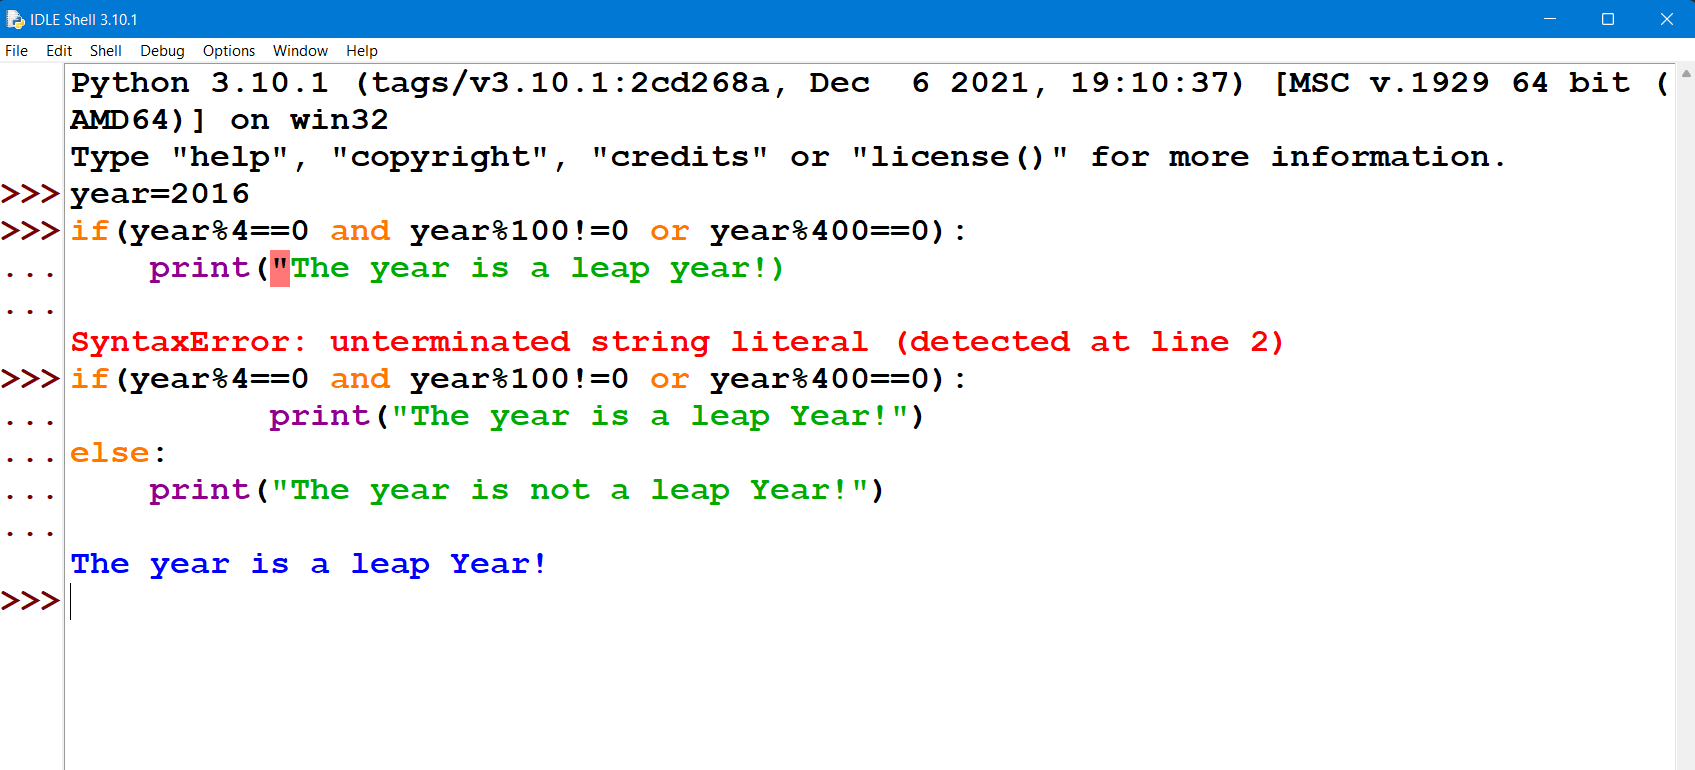 IDLE Shell 3.10.1
File Edit Shell Debug Options Window Help
Python 3.10.1 (tags/v3.10.1:2cd268a, Dec  6 2021, 19:10:37) [MSC v.1929 64 bit (
AMD64)] on win32
Type "help", "copyright", "credits" or "license()" for more information.
>>> year=2016
>>> if(year%4==0 and year%100!=0 or year%400==0):
...     print("The year is a leap year!)
...
SyntaxError: unterminated string literal (detected at line 2)
>>> if(year%4==0 and year%100!=0 or year%400==0):
...           print("The year is a leap Year!")
... else:
...     print("The year is not a leap Year!")
...
The year is a leap Year!
>>>